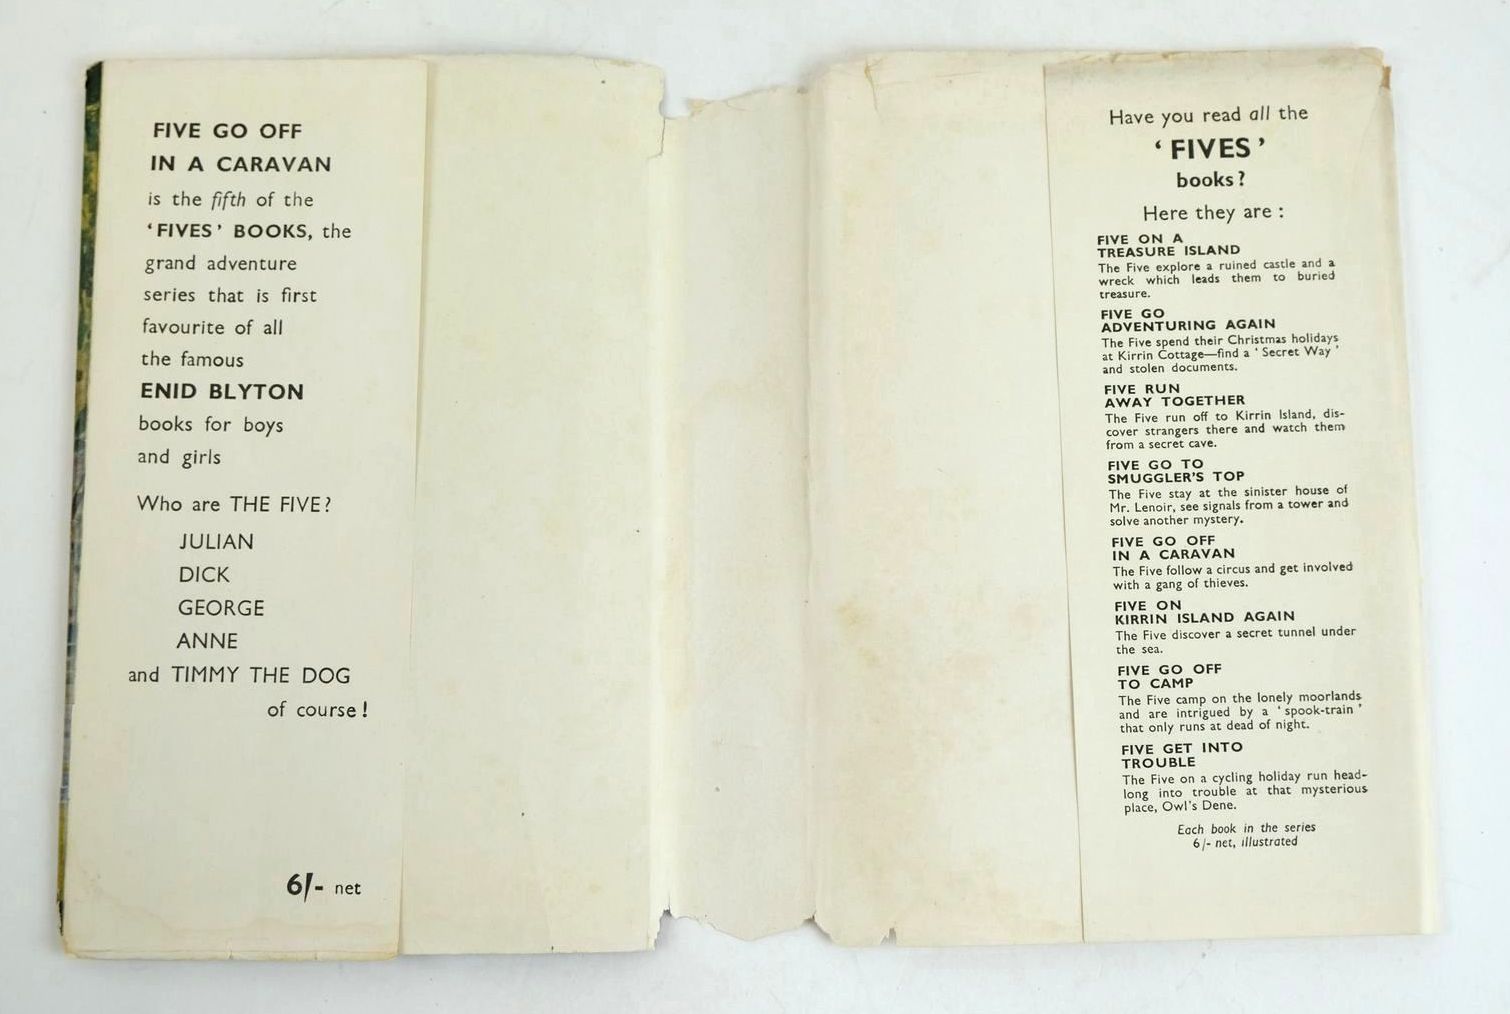 FIVE GO OFF
IN A CARAVAN
is the fifth of the
‘FIVES’ BOOKS, the
grand adventure
series that is first
favourite of all
the famous
ENID BLYTON
books for boys
and girls
Who are THE FIVE?
JULIAN
DICK
GEORGE
ANNE
and TIMMY THE DOG
of course!
6/- net
Have you read all the
‘FIVES’
books?
Here they are:
FIVE ON A
TREASURE ISLAND
The Five explore a ruined castle and a
wreck which leads them to buried
treasure.
FIVE GO
ADVENTURING AGAIN
The Five spend their Christmas holidays
at Kirrin Cottage—find a ‘Secret Way’
and stolen documents.
FIVE RUN
AWAY TOGETHER
The Five run off to Kirrin Island, dis-
cover strangers there and watch them
from a secret cave.
FIVE GO TO
SMUGGLER'S TOP
The Five stay at the sinister house of
Mr. Lenoir, see signals from a tower and
solve another mystery.
FIVE GO OFF
IN A CARAVAN
The Five follow a circus and get involved
with a gang of thieves.
FIVE ON
KIRRIN ISLAND AGAIN
The Five discover a secret tunnel under
the sea.
FIVE GO OFF
TO CAMP
The Five camp on the lonely moorlands
and are intrigued by a ‘spook-train’
that only runs at dead of night.
FIVE GET INTO
TROUBLE
The Five on a cycling holiday run head-
long into trouble at that mysterious
place, Owl's Dene.
Each book in the series
6/- net, illustrated